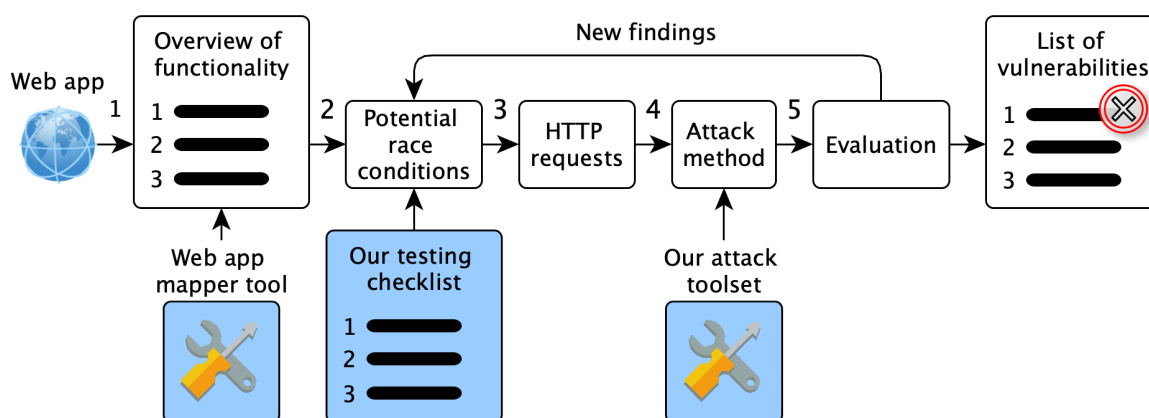 New findings
Web app
1
Overview of
functionality
1
2
3
2
Potential
race
conditions
3
HTTP
requests
4
Attack
method
5
Evaluation
List of
vulnerabilities
1
2
3
Web app
mapper tool
Our testing
checklist
1
2
3
Our attack
toolset